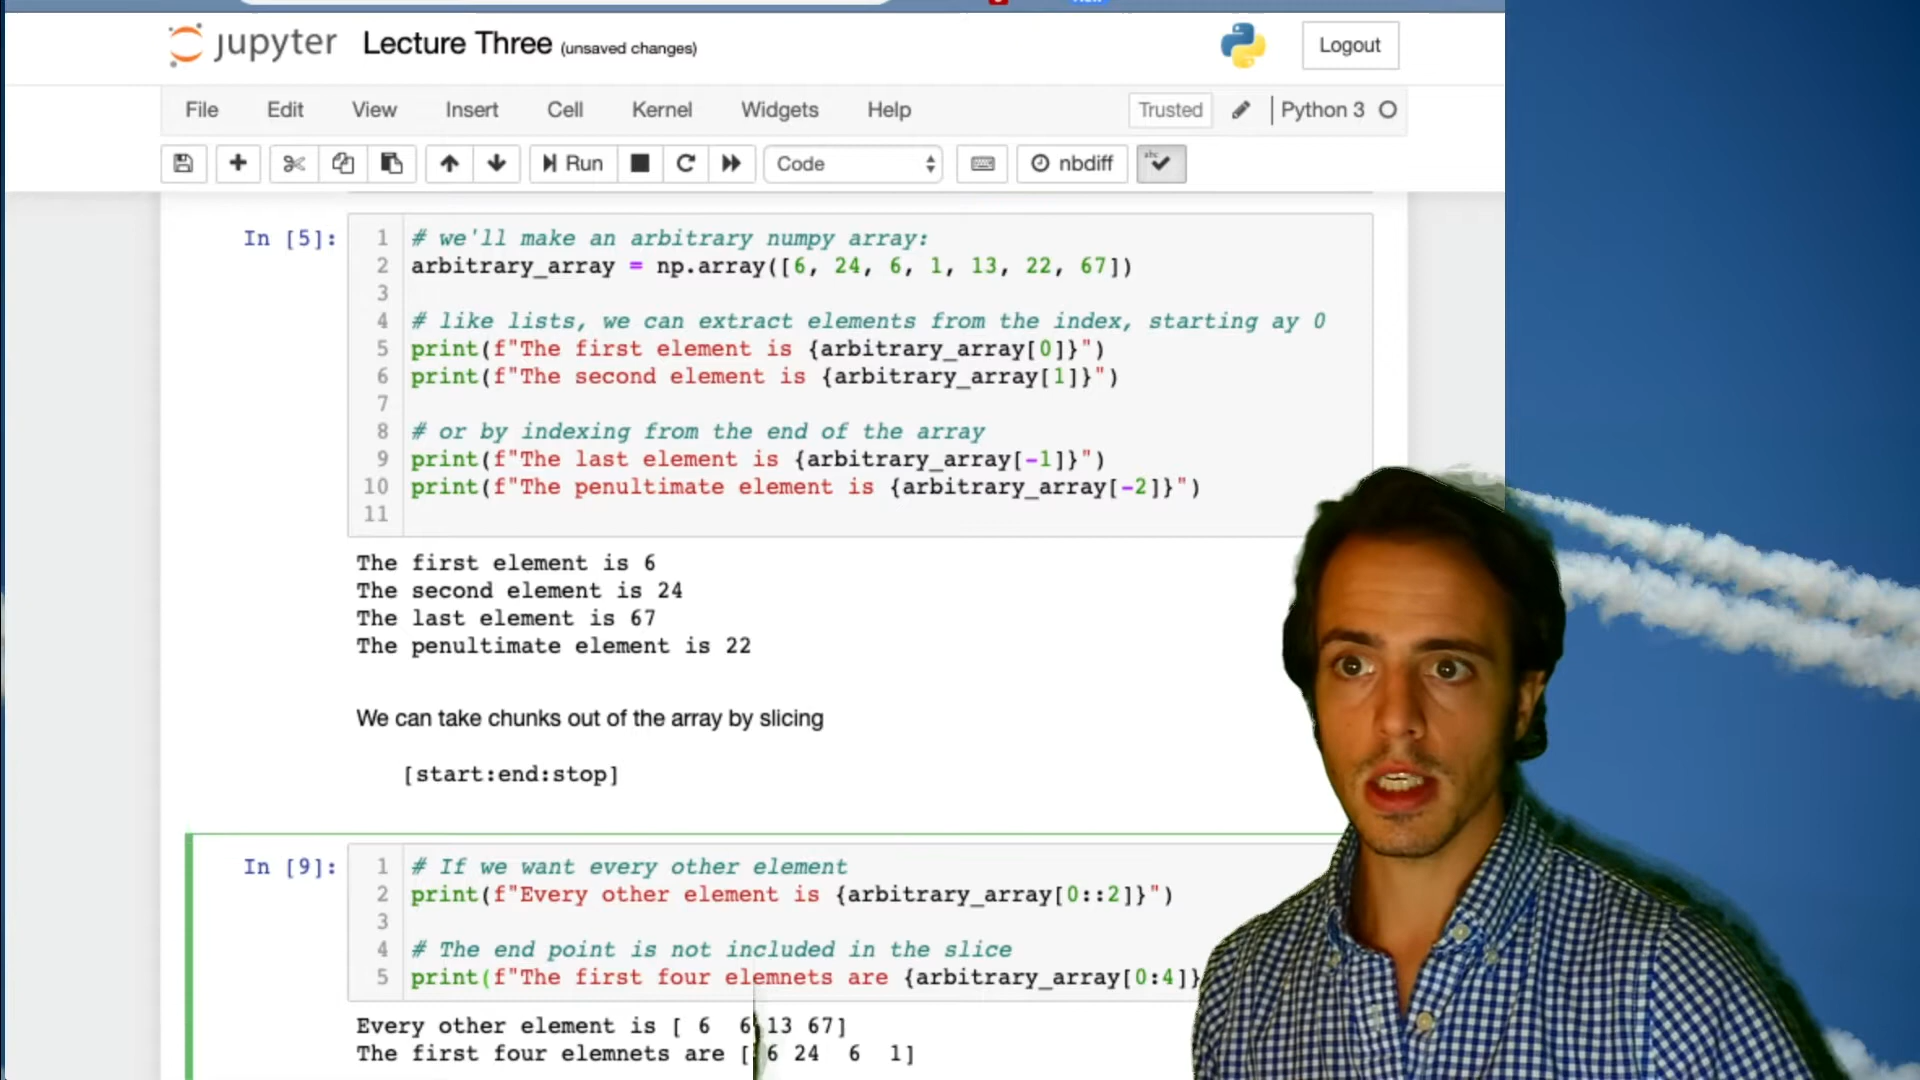 jupyter Lecture Three (unsaved changes) Logout
File Edit View Insert Cell Kernel Widgets Help Trusted Python 3
Run Code nbdiff
In [5]:
1 # we'll make an arbitrary numpy array:
2 arbitrary_array = np.array([6, 24, 6, 1, 13, 22, 67])
3
4 # like lists, we can extract elements from the index, starting ay 0
5 print(f"The first element is {arbitrary_array[0]}")
6 print(f"The second element is {arbitrary_array[1]}")
7
8 # or by indexing from the end of the array
9 print(f"The last element is {arbitrary_array[-1]}")
10 print(f"The penultimate element is {arbitrary_array[-2]}")
11
The first element is 6
The second element is 24
The last element is 67
The penultimate element is 22
We can take chunks out of the array by slicing
[start:end:stop]
In [9]:
1 # If we want every other element
2 print(f"Every other element is {arbitrary_array[0::2]}")
3
4 # The end point is not included in the slice
5 print(f"The first four elemnets are {arbitrary_array[0:4]}
Every other element is [ 6 6 13 67]
The first four elemnets are [ 6 24 6 1]